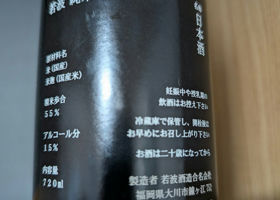 若波 純米
日本酒
原材料名
米(国産)
米麹(国産米)
精米歩合
55%
アルコール分
15%
内容量
720ml
妊娠中や授乳期の
飲酒はお控え下さい
冷蔵庫で保管し、開栓後は
お早めにお召し上がり下さい
お酒は二十歳になってから
製造者 若波酒造合名会社
福岡県大川市鐘ヶ江752